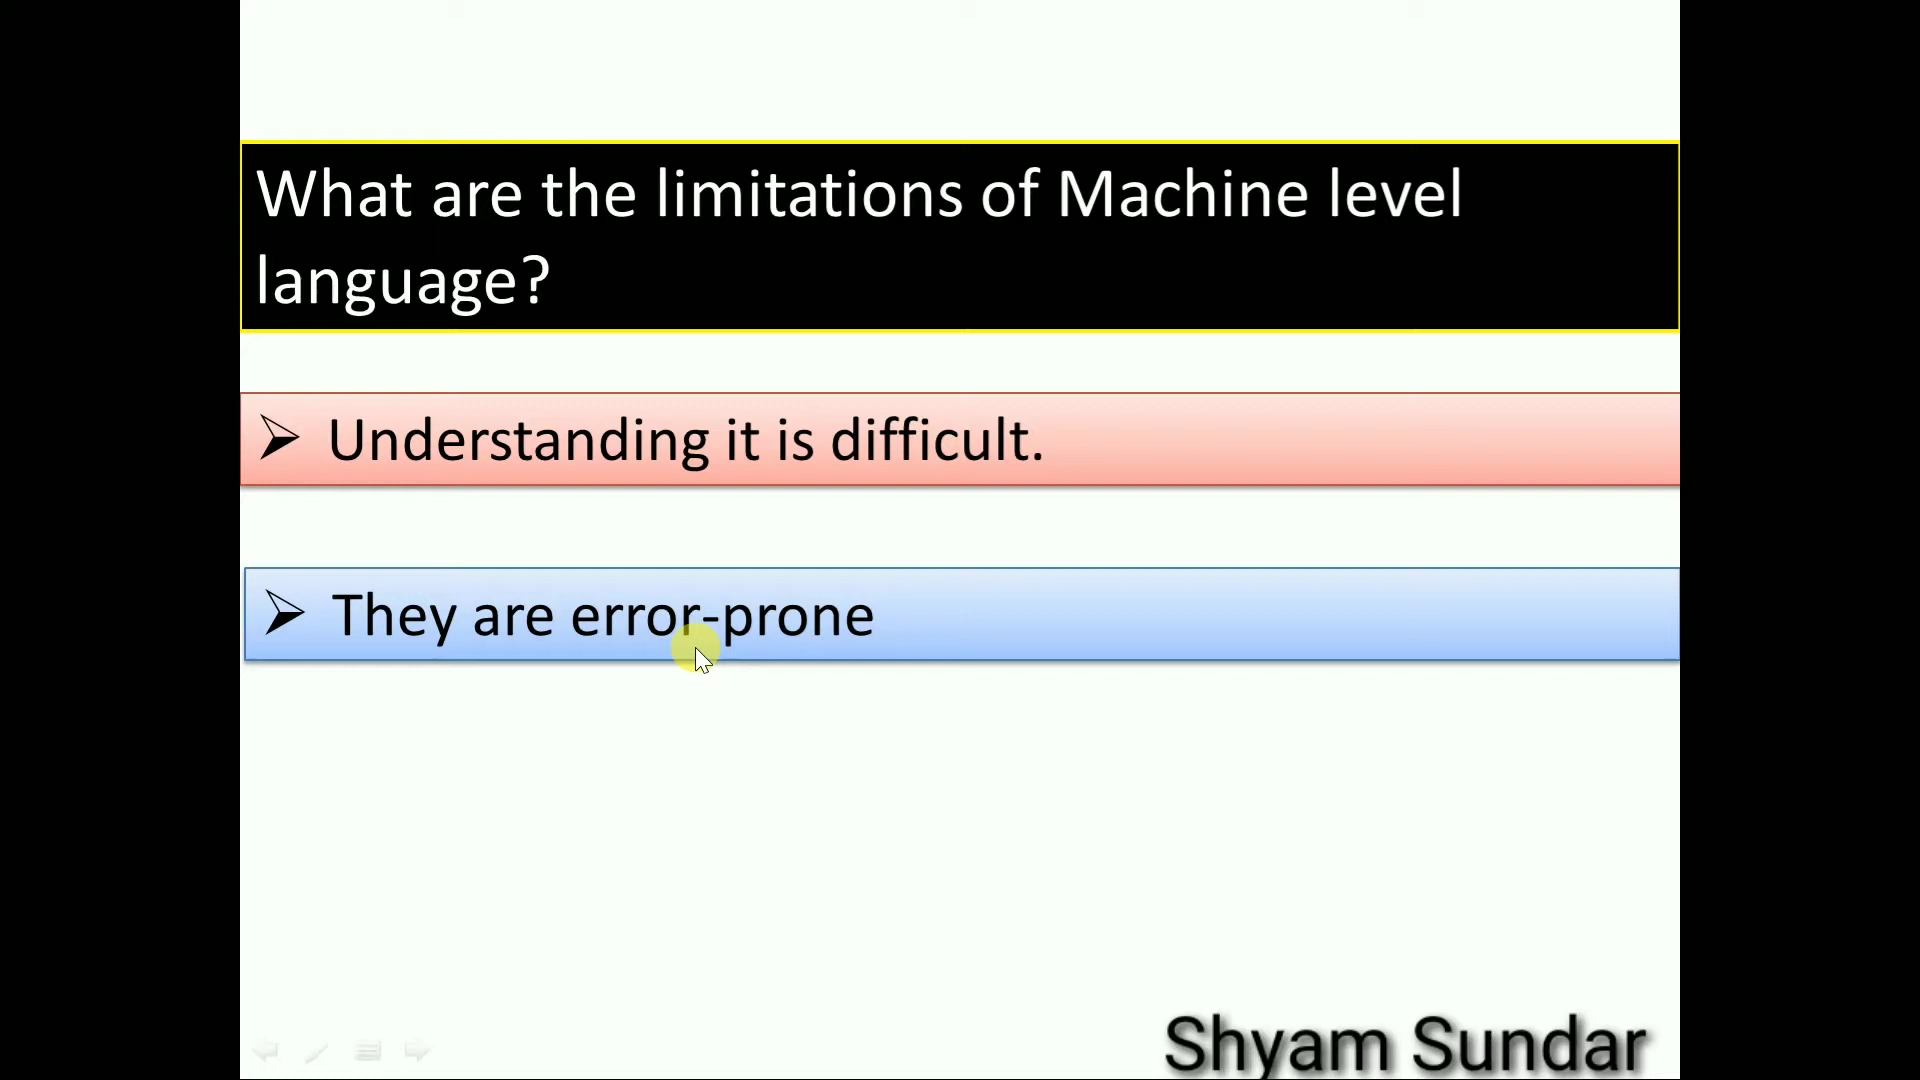 What are the limitations of Machine level
language?
Understanding it is difficult.
They are error-prone
Shyam Sundar